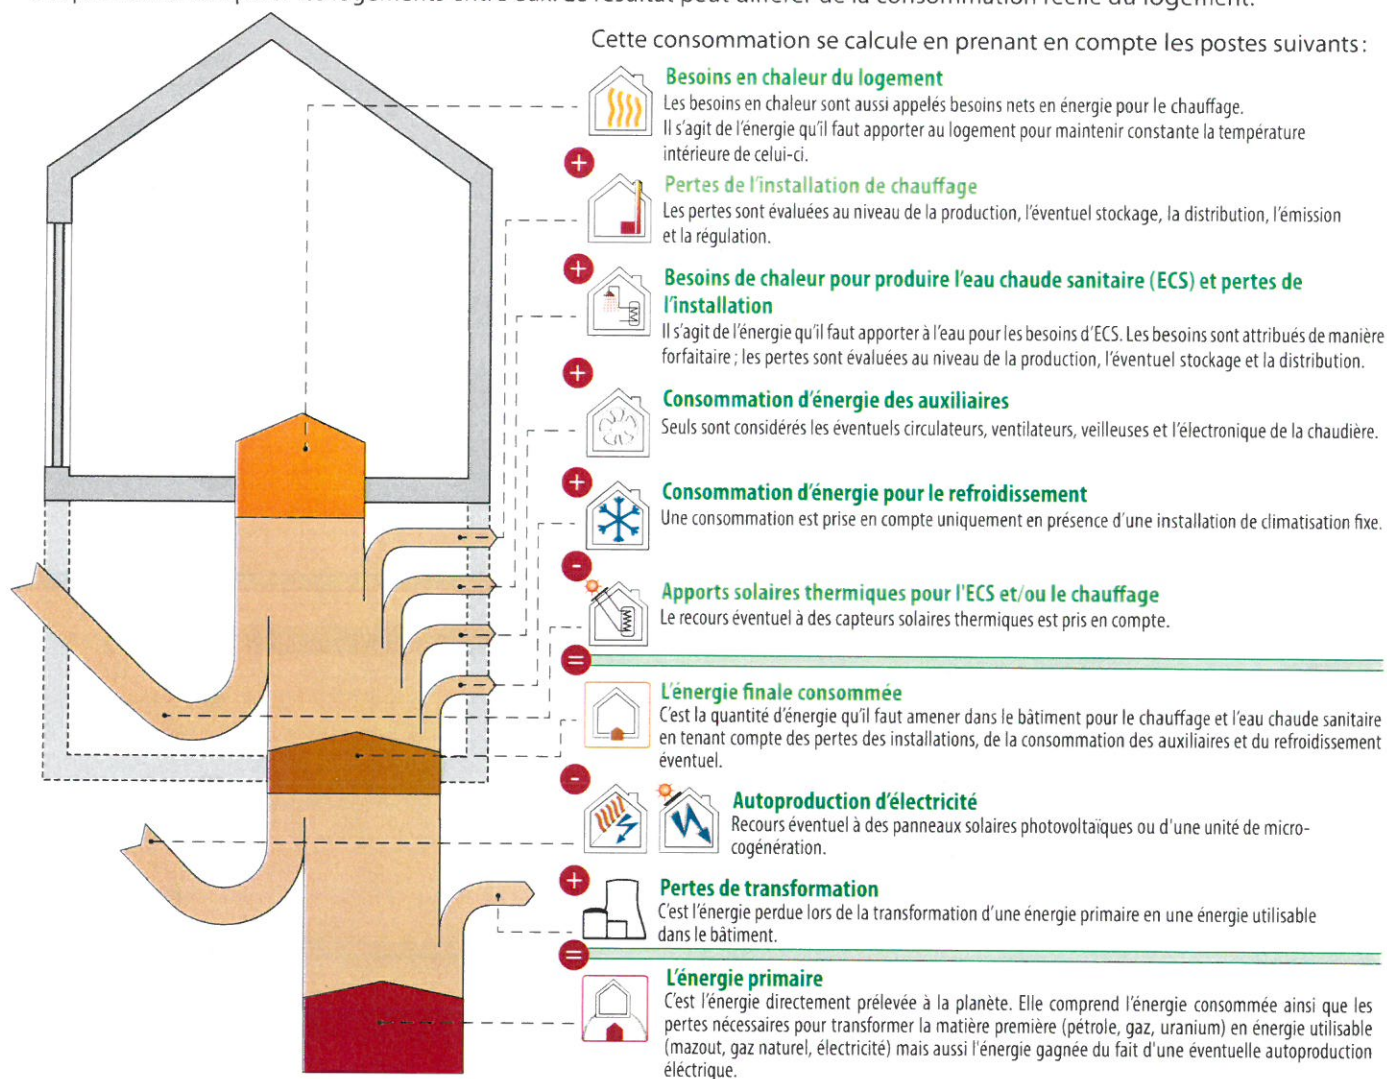 Cette consommation se calcule en prenant en compte les postes suivants :
Besoins en chaleur du logement
Les besoins en chaleur sont aussi appelés besoins nets en énergie pour le chauffage.
Il s'agit de l'énergie qu'il faut apporter au logement pour maintenir constante la température
intérieure de celui-ci.
+
Pertes de l'installation de chauffage
Les pertes sont évaluées au niveau de la production, l'éventuel stockage, la distribution, l'émission
et la régulation.
+
Besoins de chaleur pour produire l'eau chaude sanitaire (ECS) et pertes de
l'installation
Il s'agit de l'énergie qu'il faut apporter à l'eau pour les besoins d'ECS. Les besoins sont attribués de manière
forfaitaire ; les pertes sont évaluées au niveau de la production, l'éventuel stockage et la distribution.
+
Consommation d'énergie des auxiliaires
Seuls sont considérés les éventuels circulateurs, ventilateurs, veilleuses et l'électronique de la chaudière.
+
Consommation d'énergie pour le refroidissement
Une consommation est prise en compte uniquement en présence d'une installation de climatisation fixe.
-
Apports solaires thermiques pour l'ECS et/ou le chauffage
Le recours éventuel à des capteurs solaires thermiques est pris en compte.
=
L'énergie finale consommée
C'est la quantité d'énergie qu'il faut amener dans le bâtiment pour le chauffage et l'eau chaude sanitaire
en tenant compte des pertes des installations, de la consommation des auxiliaires et du refroidissement
éventuel.
-
Autoproduction d'électricité
Recours éventuel à des panneaux solaires photovoltaïques ou d'une unité de micro-
cogénération.
+
Pertes de transformation
C'est l'énergie perdue lors de la transformation d'une énergie primaire en une énergie utilisable
dans le bâtiment.
=
L'énergie primaire
C'est l'énergie directement prélevée à la planète. Elle comprend l'énergie consommée ainsi que les
pertes nécessaires pour transformer la matière première (pétrole, gaz, uranium) en énergie utilisable
(mazout, gaz naturel, électricité) mais aussi l'énergie gagnée du fait d'une éventuelle autoproduction
éléctrique.